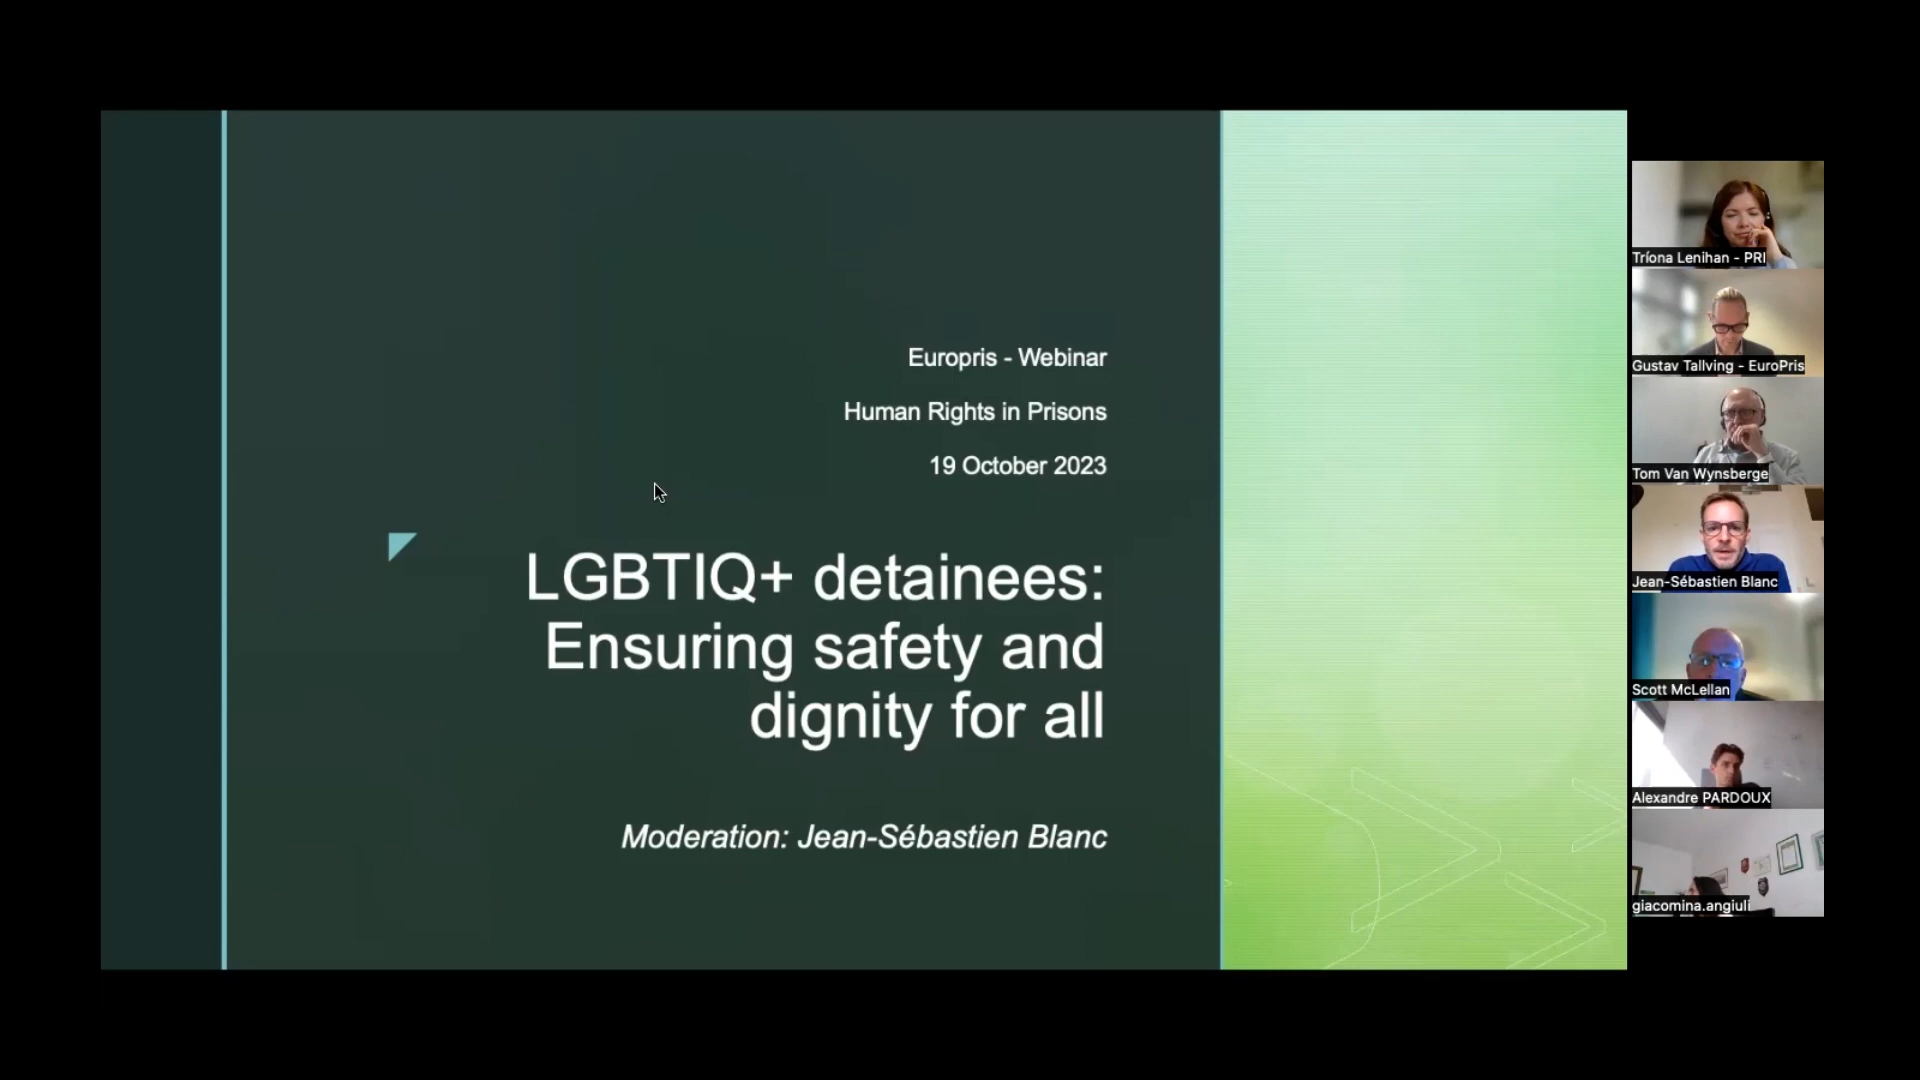 Europris - Webinar
Human Rights in Prisons
19 October 2023
LGBTIQ+ detainees:
Ensuring safety and
dignity for all
Moderation: Jean-Sébastien Blanc
Tríona Lenihan - PRI
Gustav Tallving - EuroPris
Tom Van Wynsberge
Jean-Sébastien Blanc
Scott McLellan
Alexandre PARDOUX
giacomina.angiuli